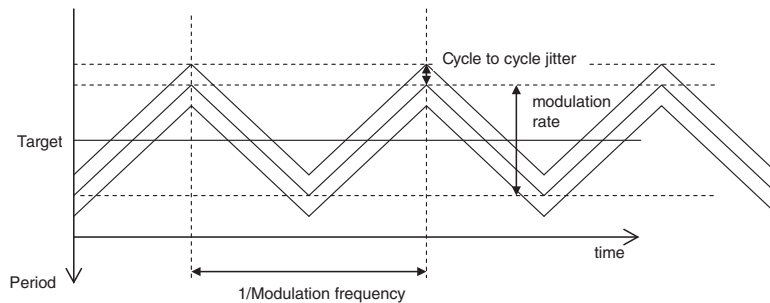 Cycle to cycle jitter
modulation
rate
Target
time
Period
1/Modulation frequency